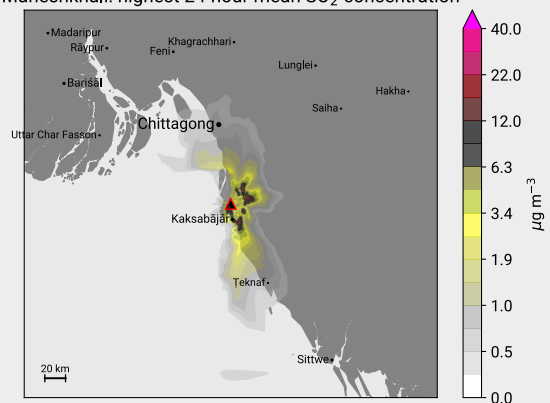 Maheshkhali: highest 24-hour mean SO₂ concentration
Madaripur
Khagrachhari
Rāypur
Feni
Lunglei
Barisāl
Hakha
Saiha
Chittagong
Uttar Char Fasson
Kaksabājār
Teknaf
Sittwe
20 km
40.0
22.0
12.0
6.3
3.4
1.9
1.0
0.5
0.0
µg m⁻³